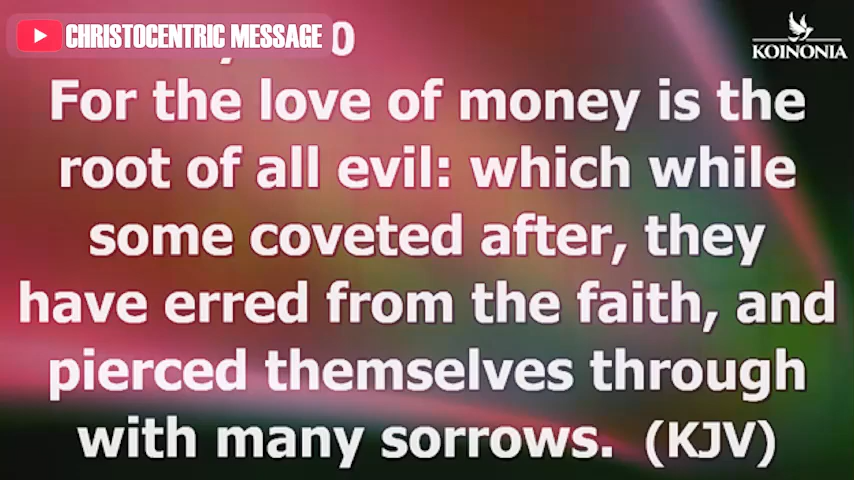 CHRISTOCENTRIC MESSAGE
KOINONIA
For the love of money is the
root of all evil: which while
some coveted after, they
have erred from the faith, and
pierced themselves through
with many sorrows. (KJV)